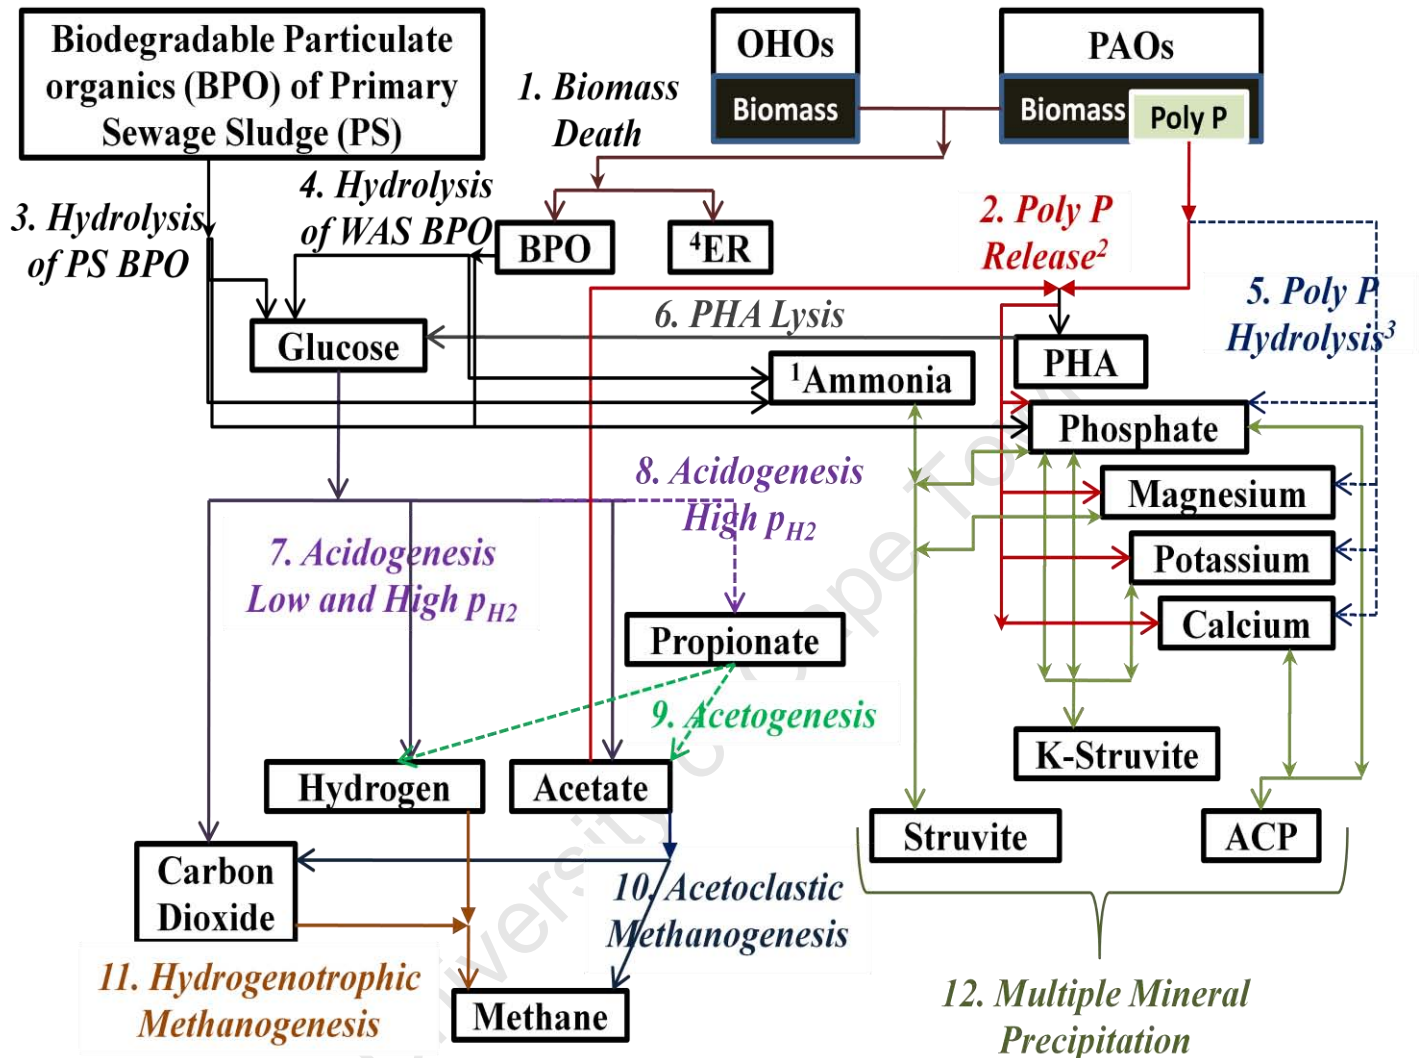 Biodegradable Particulate
organics (BPO) of Primary
Sewage Sludge (PS)
OHOs
Biomass
PAOs
Biomass
Poly P
1. Biomass
Death
3. Hydrolysis
of PS BPO
4. Hydrolysis
of WAS BPO
BPO
⁴ER
2. Poly P
Release²
5. Poly P
Hydrolysis³
6. PHA Lysis
Glucose
PHA
¹Ammonia
Phosphate
Magnesium
Potassium
Calcium
8. Acidogenesis
High pH2
7. Acidogenesis
Low and High pH2
Propionate
9. Acetogenesis
K-Struvite
Hydrogen
Acetate
Struvite
ACP
Carbon
Dioxide
10. Acetoclastic
Methanogenesis
11. Hydrogenotrophic
Methanogenesis
Methane
12. Multiple Mineral
Precipitation